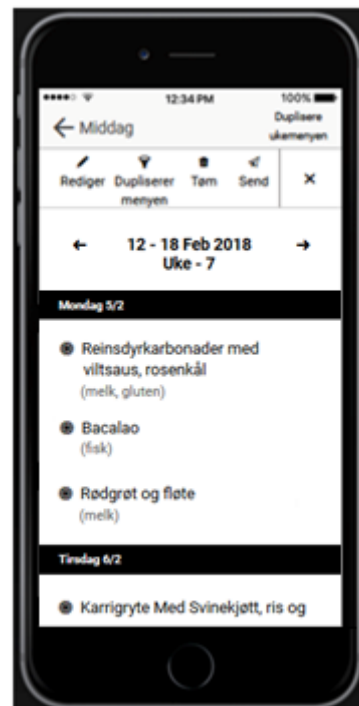 12:34 PM
100%
← Middag
Duplisere
ukemenyen
Rediger Dupliserer Tøm Send ×
menyen
← 12 - 18 Feb 2018 →
Uke - 7
Mondag 5/2
Reinsdyrkarbonader med
viltsaus, rosenkål
(melk, gluten)
Bacalao
(fisk)
Rødgrøt og fløte
(melk)
Tirsdag 6/2
Karrigryte Med Svinekjøtt, ris og